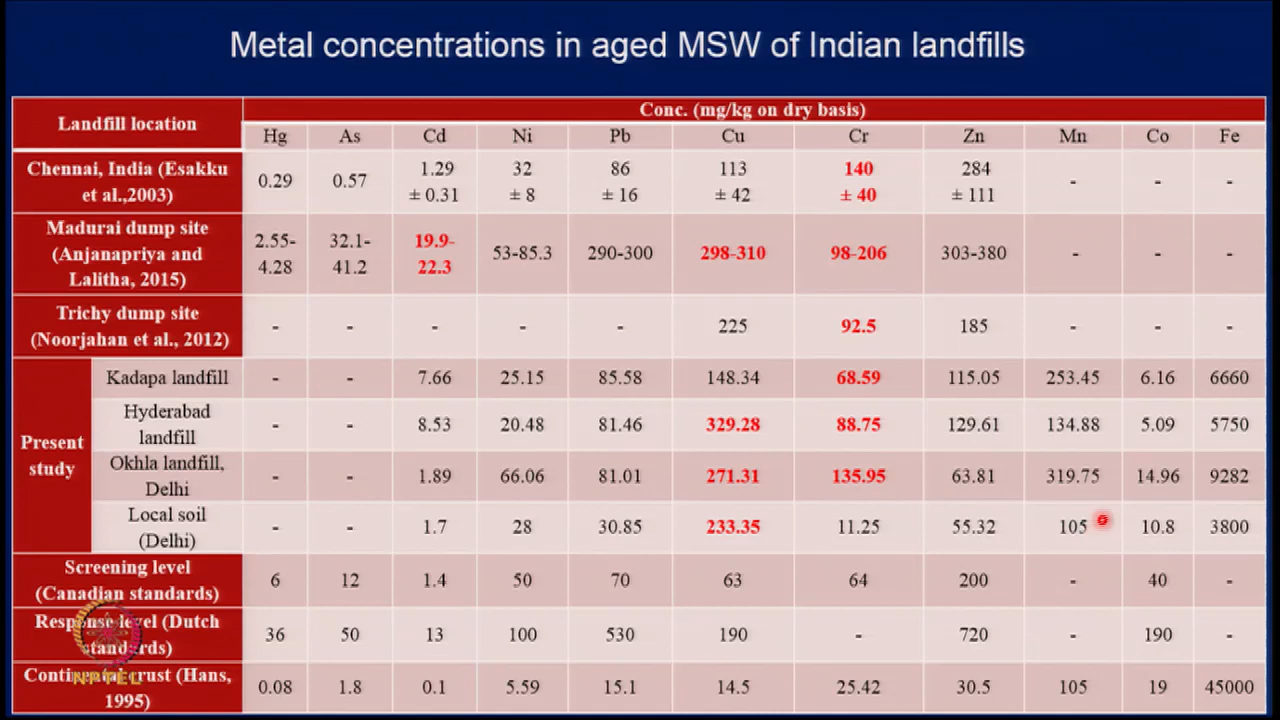 Metal concentrations in aged MSW of Indian landfills
Landfill location
Conc. (mg/kg on dry basis)
Hg As Cd Ni Pb Cu Cr Zn Mn Co Fe
Chennai, India (Esakku
et al.,2003)
0.29 0.57 1.29 32 86 113 140 284 - - -
± 0.31 ± 8 ± 16 ± 42 ± 40 ± 111
Madurai dump site
(Anjanapriya and
Lalitha, 2015)
2.55- 32.1- 19.9- 53-85.3 290-300 298-310 98-206 303-380 - - -
4.28 41.2 22.3
Trichy dump site
(Noorjahan et al., 2012)
- - - - - 225 92.5 185 - - -
Present
study
Kadapa landfill - - 7.66 25.15 85.58 148.34 68.59 115.05 253.45 6.16 6660
Hyderabad
landfill
- - 8.53 20.48 81.46 329.28 88.75 129.61 134.88 5.09 5750
Okhla landfill,
Delhi
- - 1.89 66.06 81.01 271.31 135.95 63.81 319.75 14.96 9282
Local soil
(Delhi)
- - 1.7 28 30.85 233.35 11.25 55.32 105 10.8 3800
Screening level
(Canadian standards)
6 12 1.4 50 70 63 64 200 - 40 -
Response level (Dutch
standards)
36 50 13 100 530 190 - 720 - 190 -
Continental crust (Hans,
1995)
0.08 1.8 0.1 5.59 15.1 14.5 25.42 30.5 105 19 45000
NPTEL